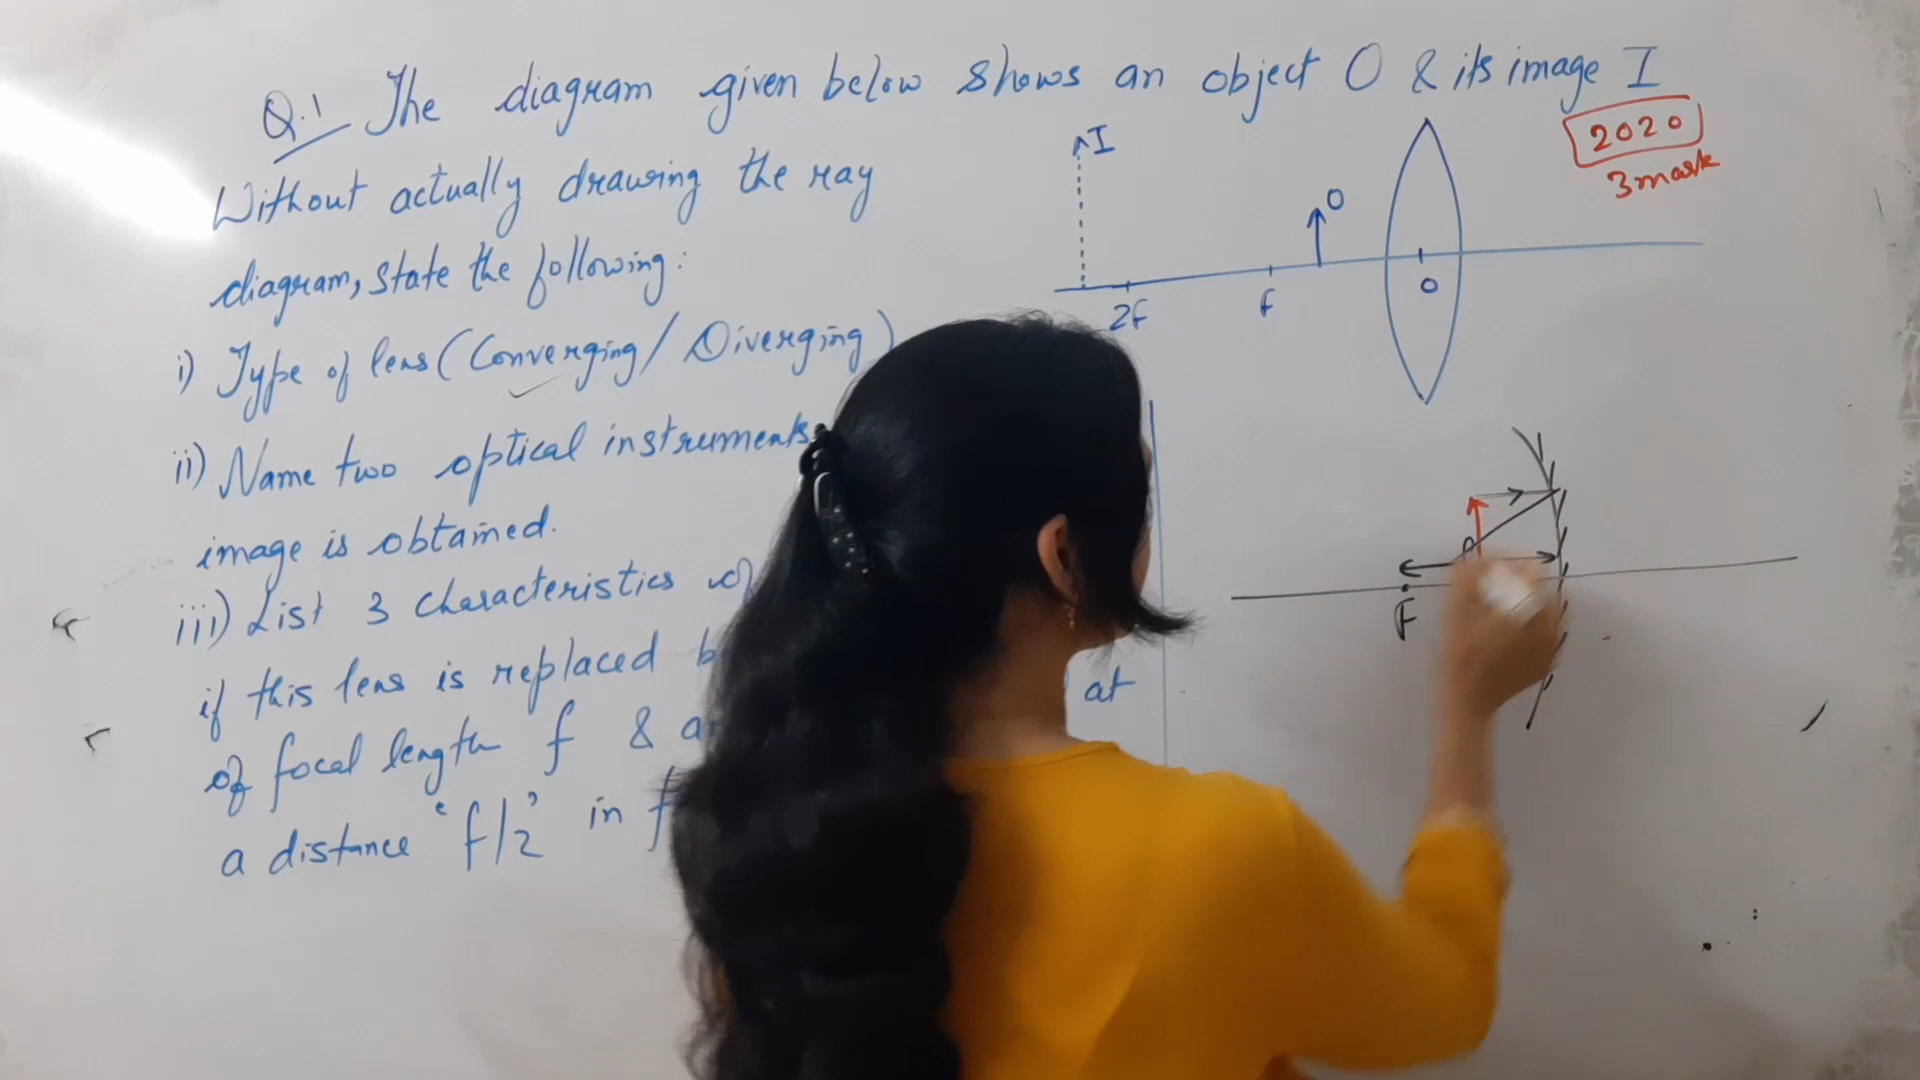 Q.1 The diagram given below shows an object O & its image I
Without actually drawing the ray
diagram, state the following:
i) Type of lens (Converging/Diverging)
ii) Name two optical instruments
image is obtained.
iii) List 3 characteristics
if this lens is replaced
of focal length f &
at
a distance 'f/2' in
2020
3mask
I
O
2F
F
O
F